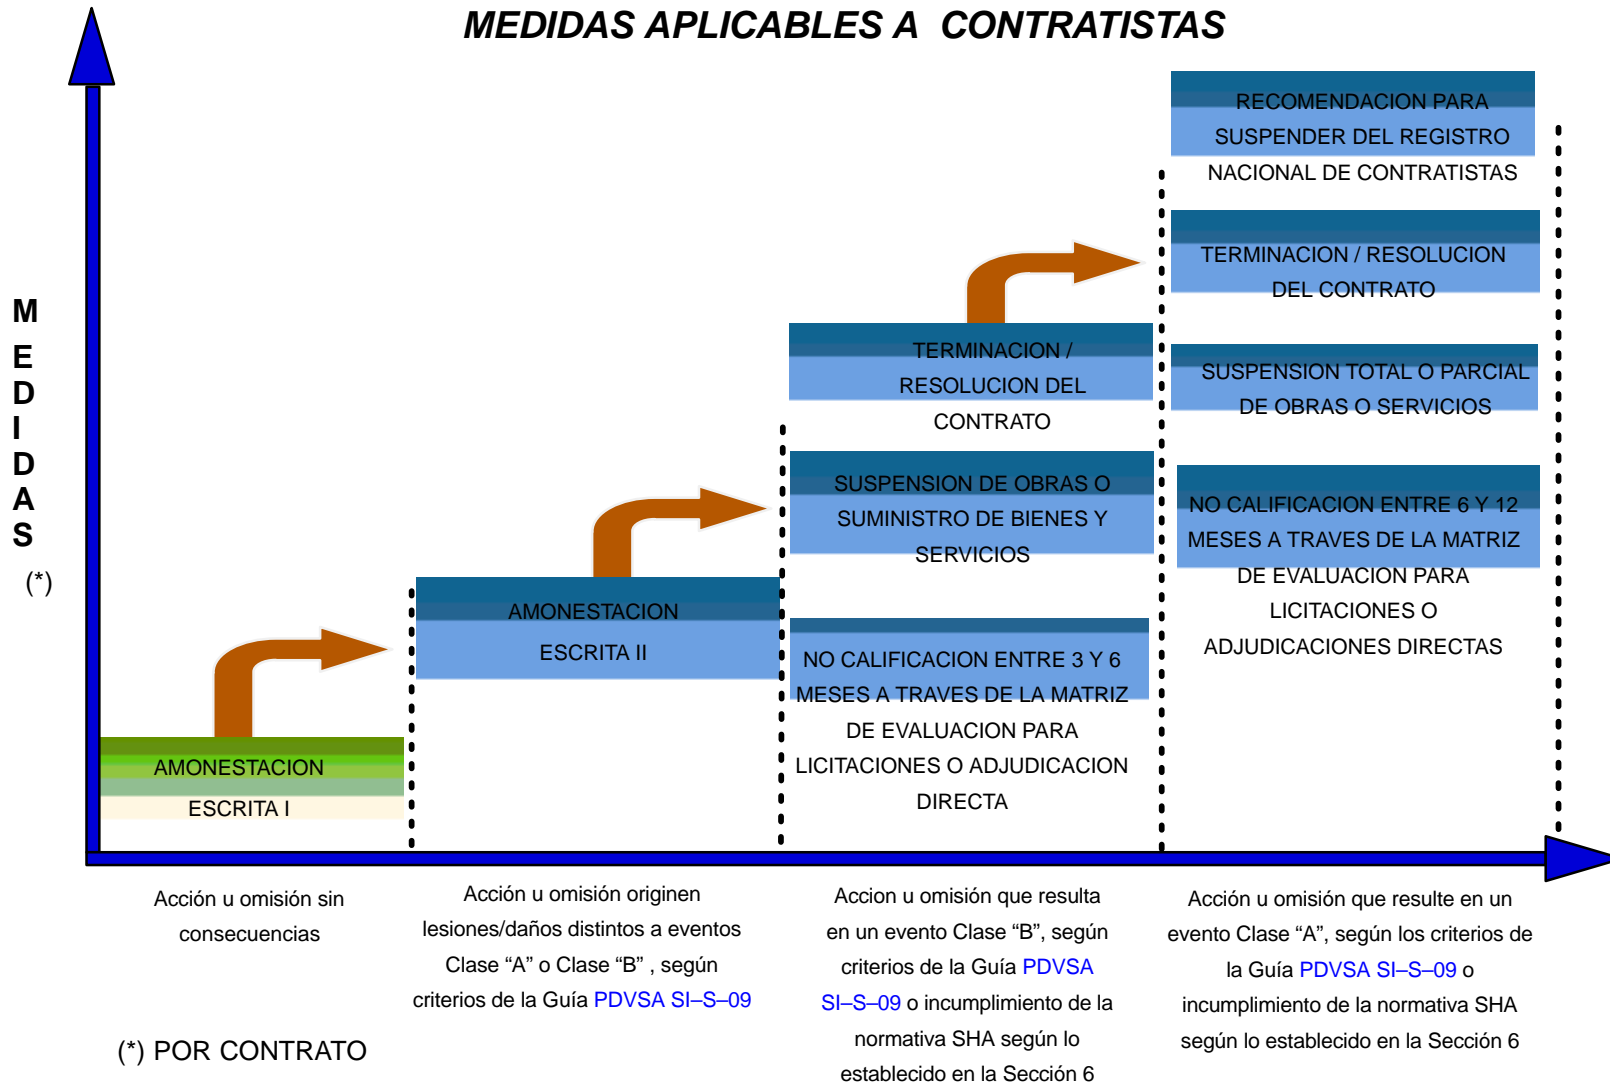 MEDIDAS APLICABLES A CONTRATISTAS
M
E
D
I
D
A
S
(*)
AMONESTACION
ESCRITA I
AMONESTACION
ESCRITA II
TERMINACION /
RESOLUCION DEL
CONTRATO
SUSPENSION DE OBRAS O
SUMINISTRO DE BIENES Y
SERVICIOS
NO CALIFICACION ENTRE 3 Y 6
MESES A TRAVES DE LA MATRIZ
DE EVALUACION PARA
LICITACIONES O ADJUDICACION
DIRECTA
RECOMENDACION PARA
SUSPENDER DEL REGISTRO
NACIONAL DE CONTRATISTAS
TERMINACION / RESOLUCION
DEL CONTRATO
SUSPENSION TOTAL O PARCIAL
DE OBRAS O SERVICIOS
NO CALIFICACION ENTRE 6 Y 12
MESES A TRAVES DE LA MATRIZ
DE EVALUACION PARA
LICITACIONES O
ADJUDICACIONES DIRECTAS
Acción u omisión sin
consecuencias
Acción u omisión originen
lesiones/daños distintos a eventos
Clase “A” o Clase “B” , según
criterios de la Guía PDVSA SI–S–09
Accion u omisión que resulta
en un evento Clase “B”, según
criterios de la Guía PDVSA
SI–S–09 o incumplimiento de la
normativa SHA según lo
establecido en la Sección 6
Acción u omisión que resulte en un
evento Clase “A”, según los criterios de
la Guía PDVSA SI–S–09 o
incumplimiento de la normativa SHA
según lo establecido en la Sección 6
(*) POR CONTRATO